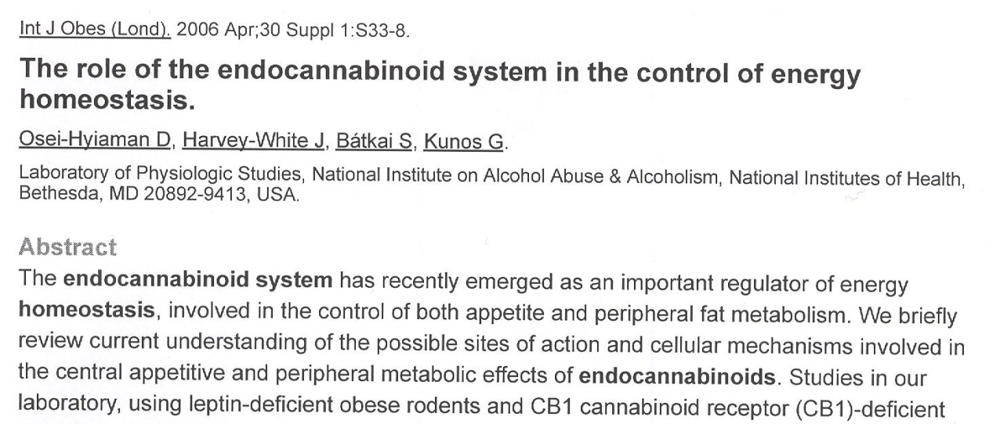 Int J Obes (Lond). 2006 Apr;30 Suppl 1:S33-8.
The role of the endocannabinoid system in the control of energy
homeostasis.
Osei-Hyiaman D, Harvey-White J, Bátkai S, Kunos G.
Laboratory of Physiologic Studies, National Institute on Alcohol Abuse & Alcoholism, National Institutes of Health,
Bethesda, MD 20892-9413, USA.
Abstract
The endocannabinoid system has recently emerged as an important regulator of energy
homeostasis, involved in the control of both appetite and peripheral fat metabolism. We briefly
review current understanding of the possible sites of action and cellular mechanisms involved in
the central appetitive and peripheral metabolic effects of endocannabinoids. Studies in our
laboratory, using leptin-deficient obese rodents and CB1 cannabinoid receptor (CB1)-deficient